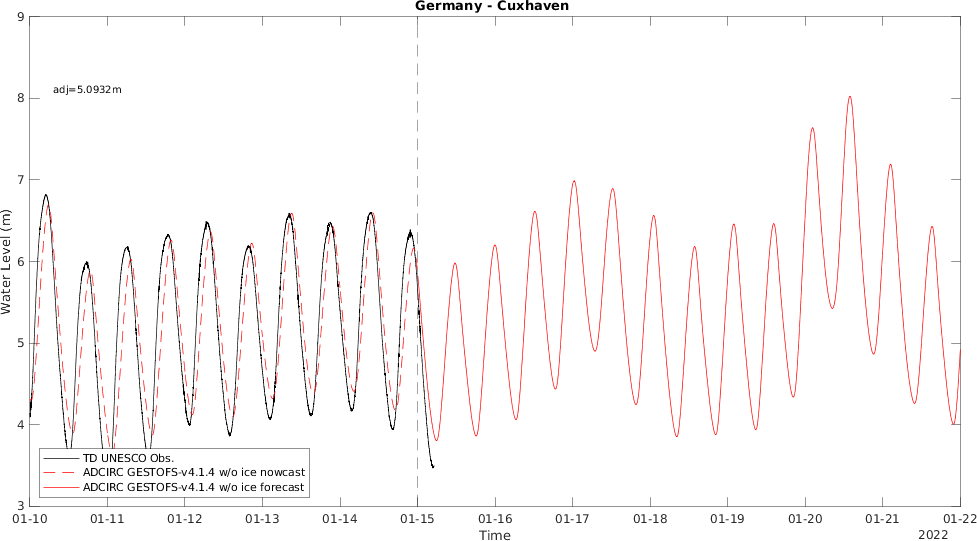 Germany - Cuxhaven
9
8
7
6
5
4
3
Water Level (m)
adj=5.0932m
TD UNESCO Obs.
ADCIRC GESTOFS-v4.1.4 w/o ice nowcast
ADCIRC GESTOFS-v4.1.4 w/o ice forecast
01-10 01-11 01-12 01-13 01-14 01-15 01-16 01-17 01-18 01-19 01-20 01-21 01-22
Time
2022